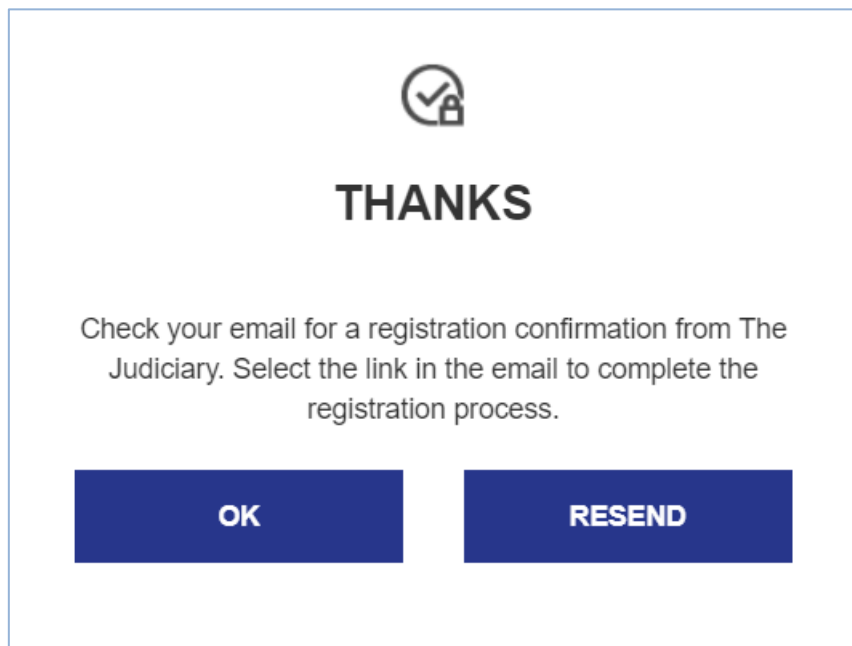 THANKS
Check your email for a registration confirmation from The
Judiciary. Select the link in the email to complete the
registration process.
OK
RESEND